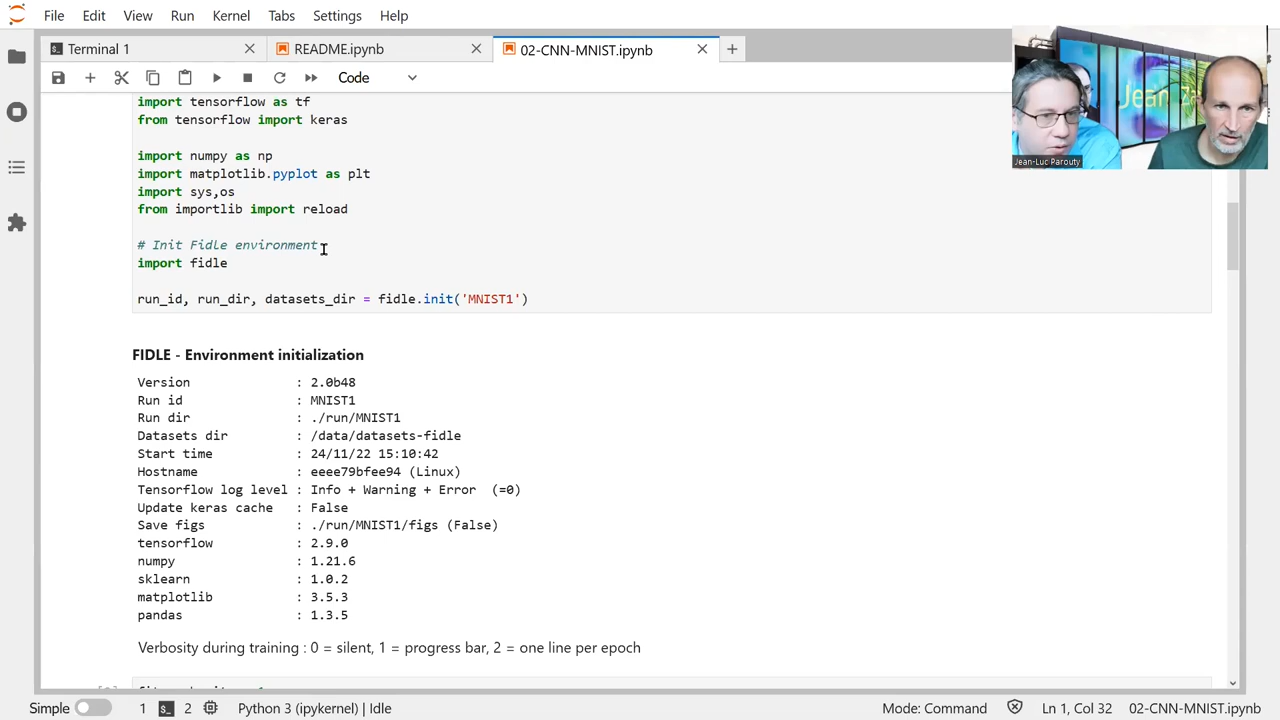 File Edit View Run Kernel Tabs Settings Help
Terminal 1
README.ipynb
02-CNN-MNIST.ipynb
Code
import tensorflow as tf
from tensorflow import keras
import numpy as np
import matplotlib.pyplot as plt
import sys,os
from importlib import reload
# Init Fidle environment
import fidle
run_id, run_dir, datasets_dir = fidle.init('MNIST1')
Jean Za
Jean-Luc Parouty
FIDLE - Environment initialization
Version : 2.0b48
Run id : MNIST1
Run dir : ./run/MNIST1
Datasets dir : /data/datasets-fidle
Start time : 24/11/22 15:10:42
Hostname : eeee79bfee94 (Linux)
Tensorflow log level : Info + Warning + Error (=0)
Update keras cache : False
Save figs : ./run/MNIST1/figs (False)
tensorflow : 2.9.0
numpy : 1.21.6
sklearn : 1.0.2
matplotlib : 3.5.3
pandas : 1.3.5
Verbosity during training : 0 = silent, 1 = progress bar, 2 = one line per epoch
Simple 1 2 Python 3 (ipykernel) | Idle Mode: Command Ln 1, Col 32 02-CNN-MNIST.ipynb